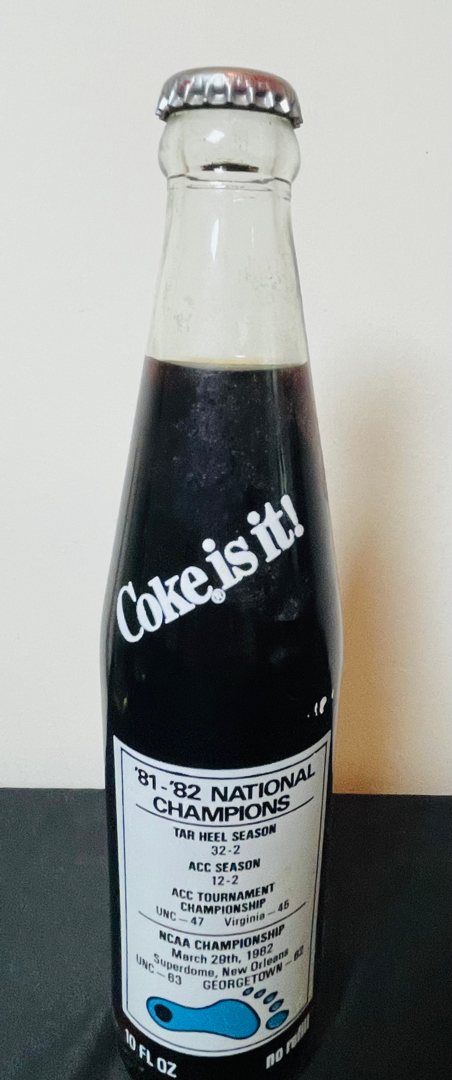 Coke® is it!
'81-'82 NATIONAL
CHAMPIONS
TAR HEEL SEASON
32-2
ACC SEASON
12-2
ACC TOURNAMENT
CHAMPIONSHIP
UNC — 47 Virginia — 45
NCAA CHAMPIONSHIP
March 29th, 1982
Superdome, New Orleans
UNC — 63 GEORGETOWN — 62
10 FL OZ no refill